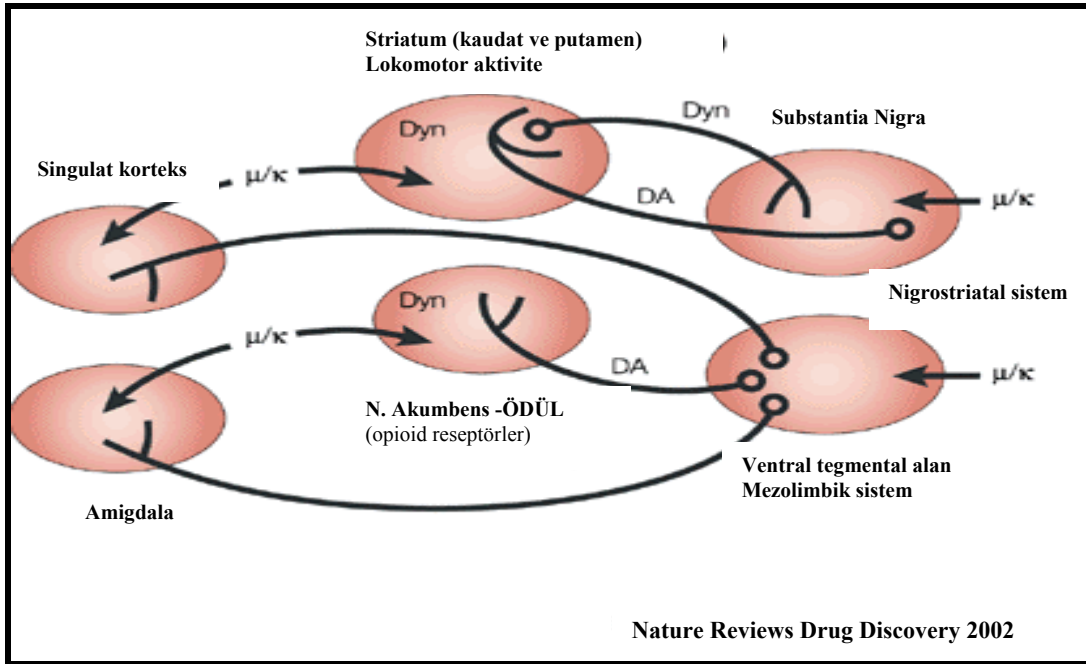 Striatum (kaudat ve putamen)
Lokomotor aktivite
Dyn
Dyn
Substantia Nigra
Singulat korteks
μ/κ
DA
μ/κ
Nigrostriatal sistem
Dyn
μ/κ
DA
μ/κ
N. Akumbens -ÖDÜL
(opioid reseptörler)
Ventral tegmental alan
Mezolimbik sistem
Amigdala
Nature Reviews Drug Discovery 2002